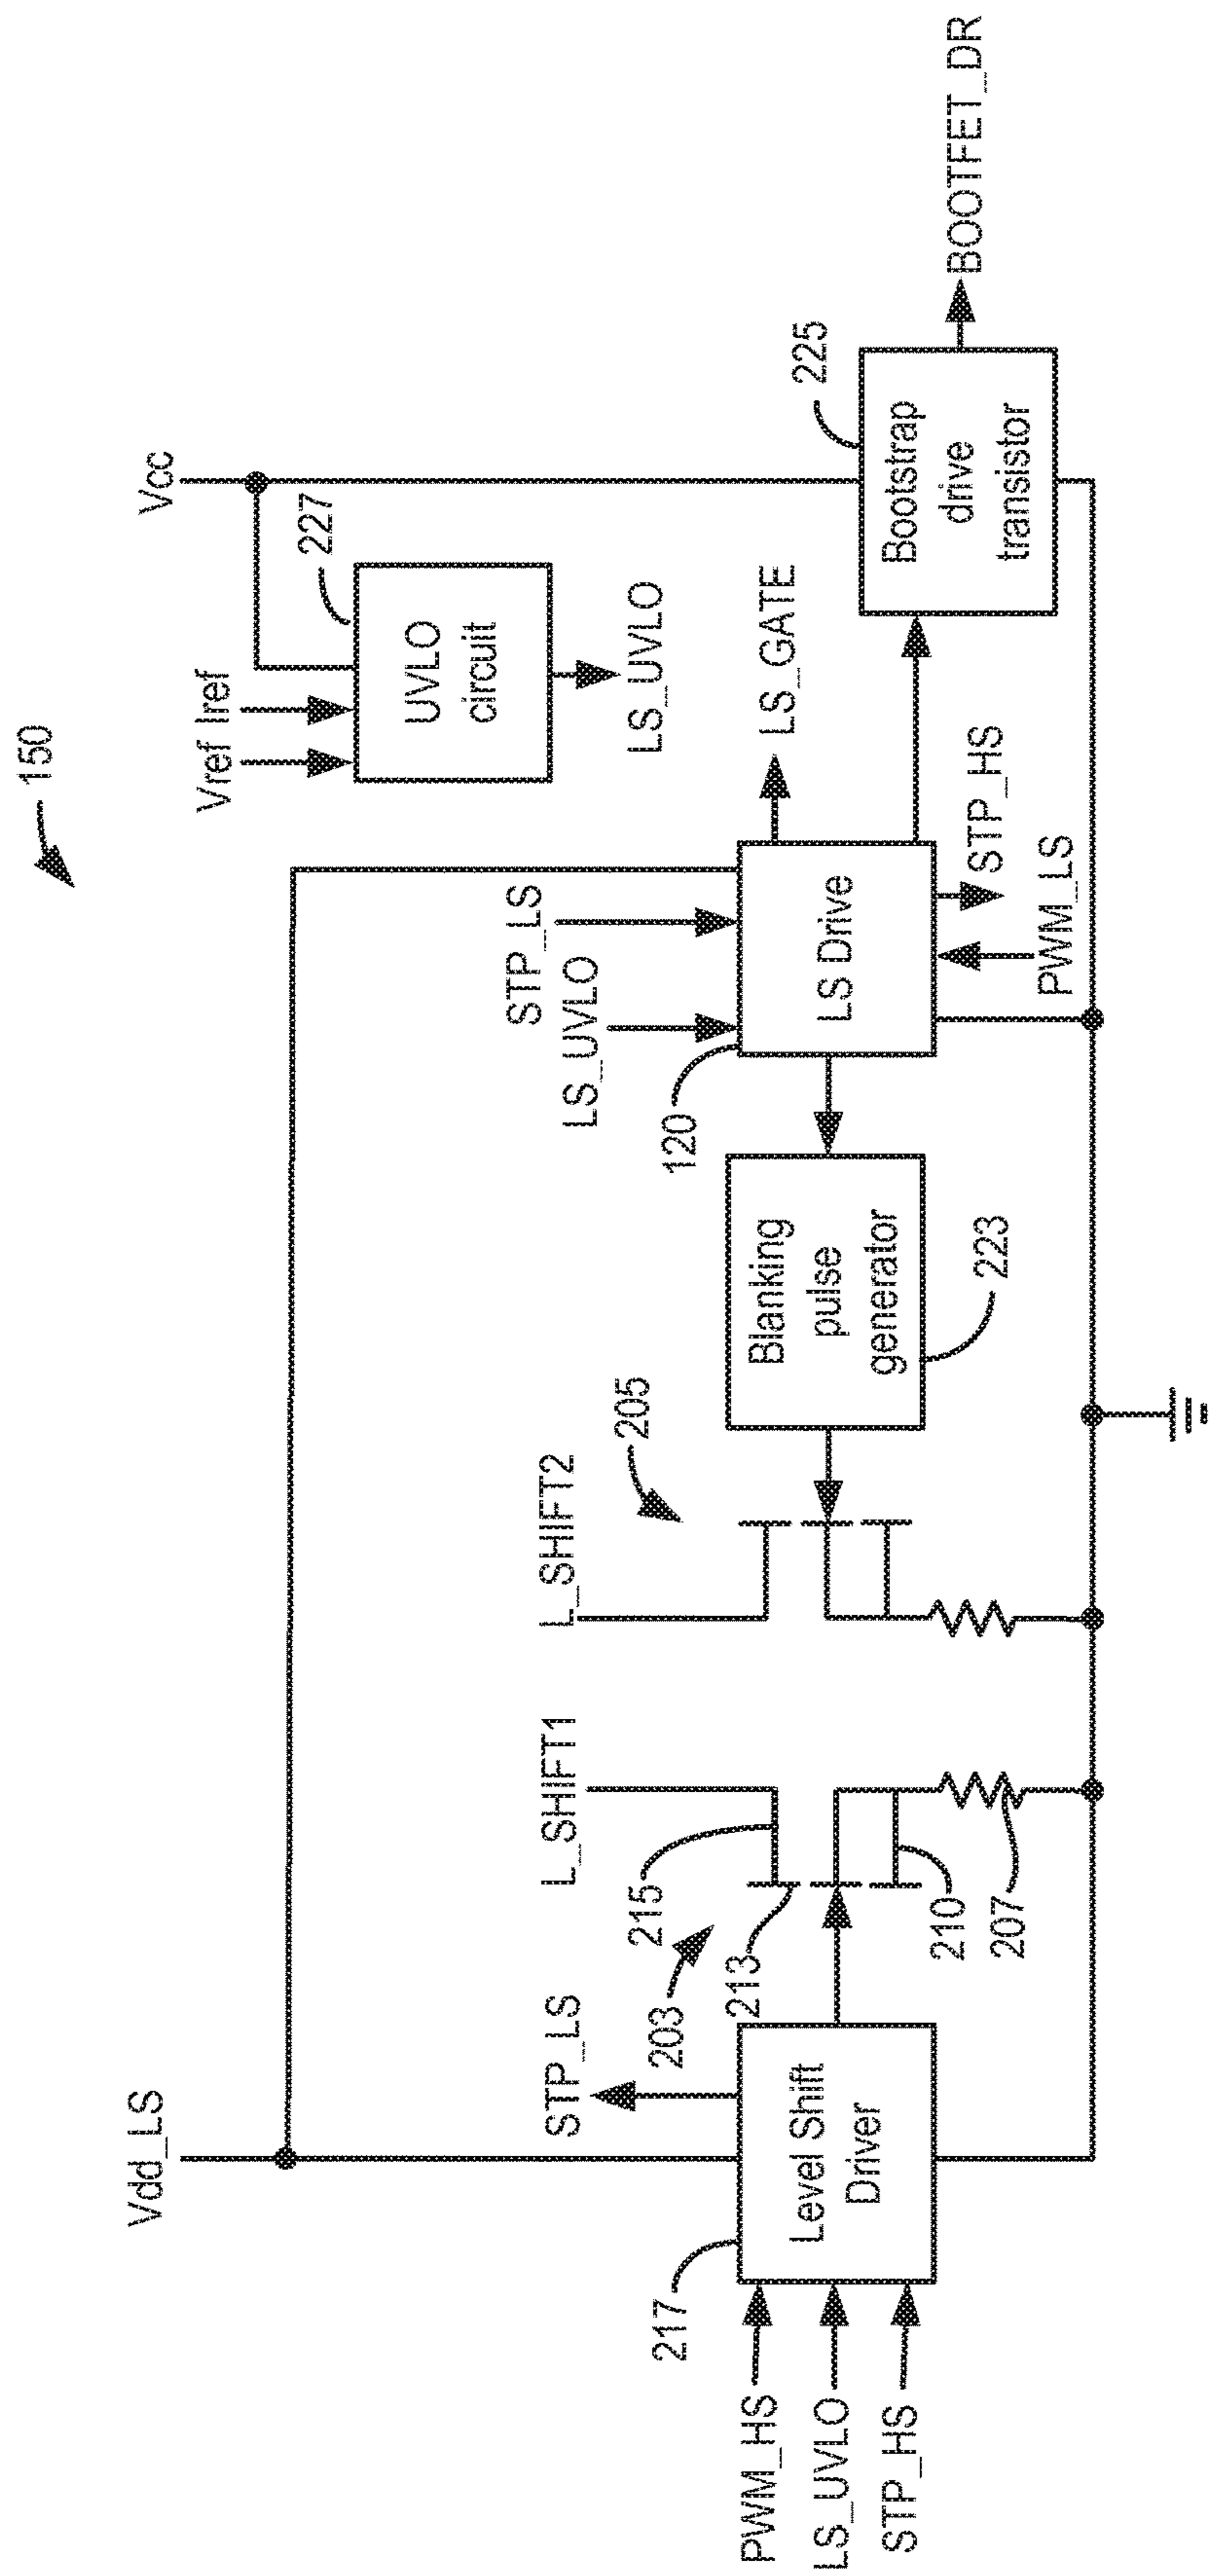 150
Vdd_LS
Vcc
Vref Iref
227
UVLO
circuit
LS_UVLO
STP_LS
LS_UVLO
STP_LS
L_SHIFT1
L_SHIFT2
205
215
203
213
217
Level Shift
Driver
PWM_HS
LS_UVLO
STP_HS
210
207
Blanking
pulse
generator
223
120
LS Drive
LS_GATE
STP_HS
PWM_LS
225
Bootstrap
drive
transistor
BOOTFET_DR